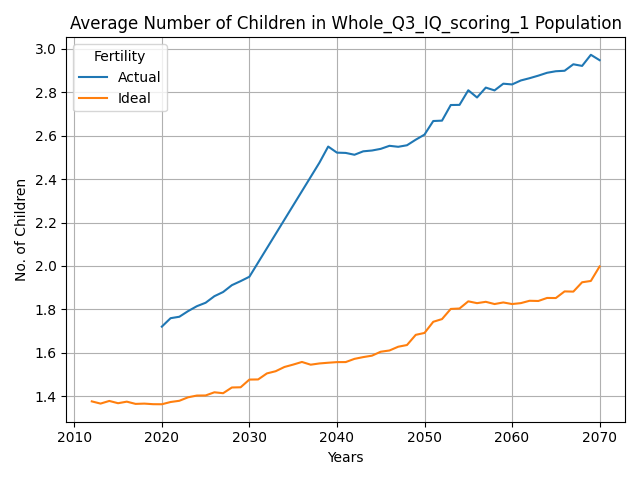 Average Number of Children in Whole_Q3_IQ_scoring_1 Population
Fertility
Actual
Ideal
No. of Children
3.0
2.8
2.6
2.4
2.2
2.0
1.8
1.6
1.4
2010 2020 2030 2040 2050 2060 2070
Years